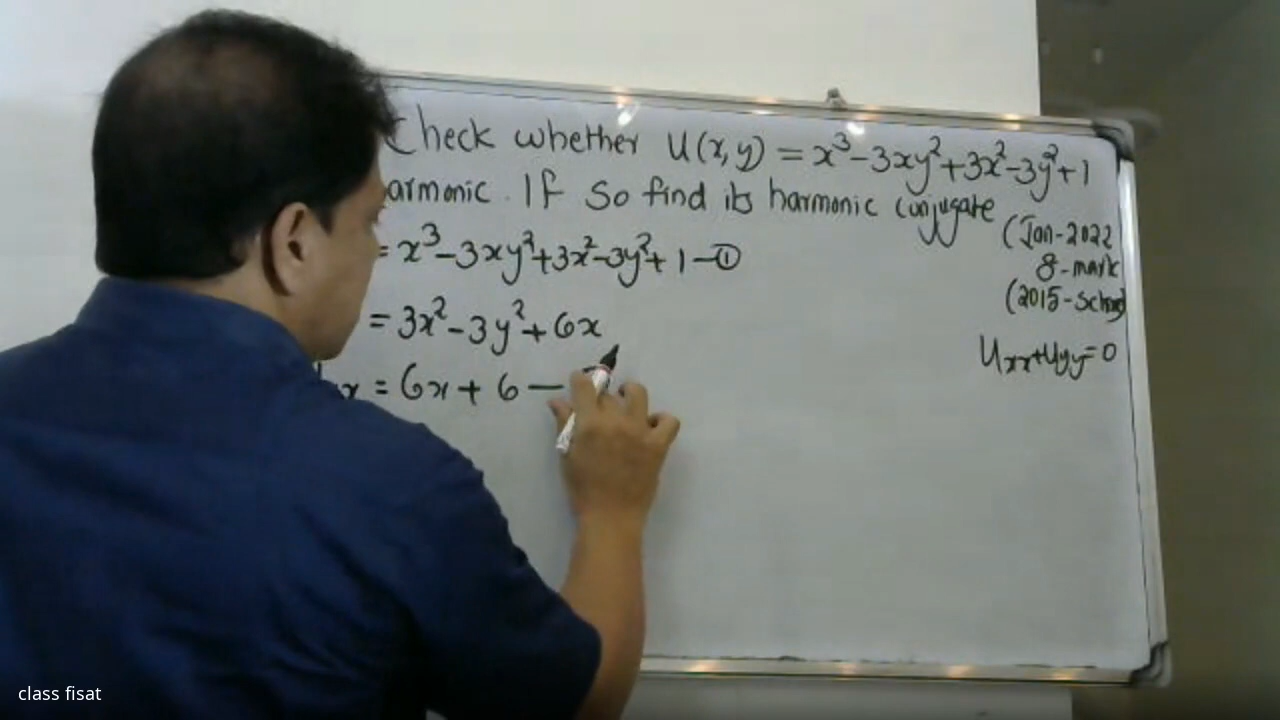 Check whether U(x,y) = x³-3xy²+3x²-3y²+1
armonic. If So find its harmonic Conjugate
(Jan-2022
= x³-3xy²+3x²-3y²+1 —①
8-mark
(2015-Scheme)
= 3x²-3y²+6x
Uxx+Uyy=0
xx = 6x+6 —
class fisat